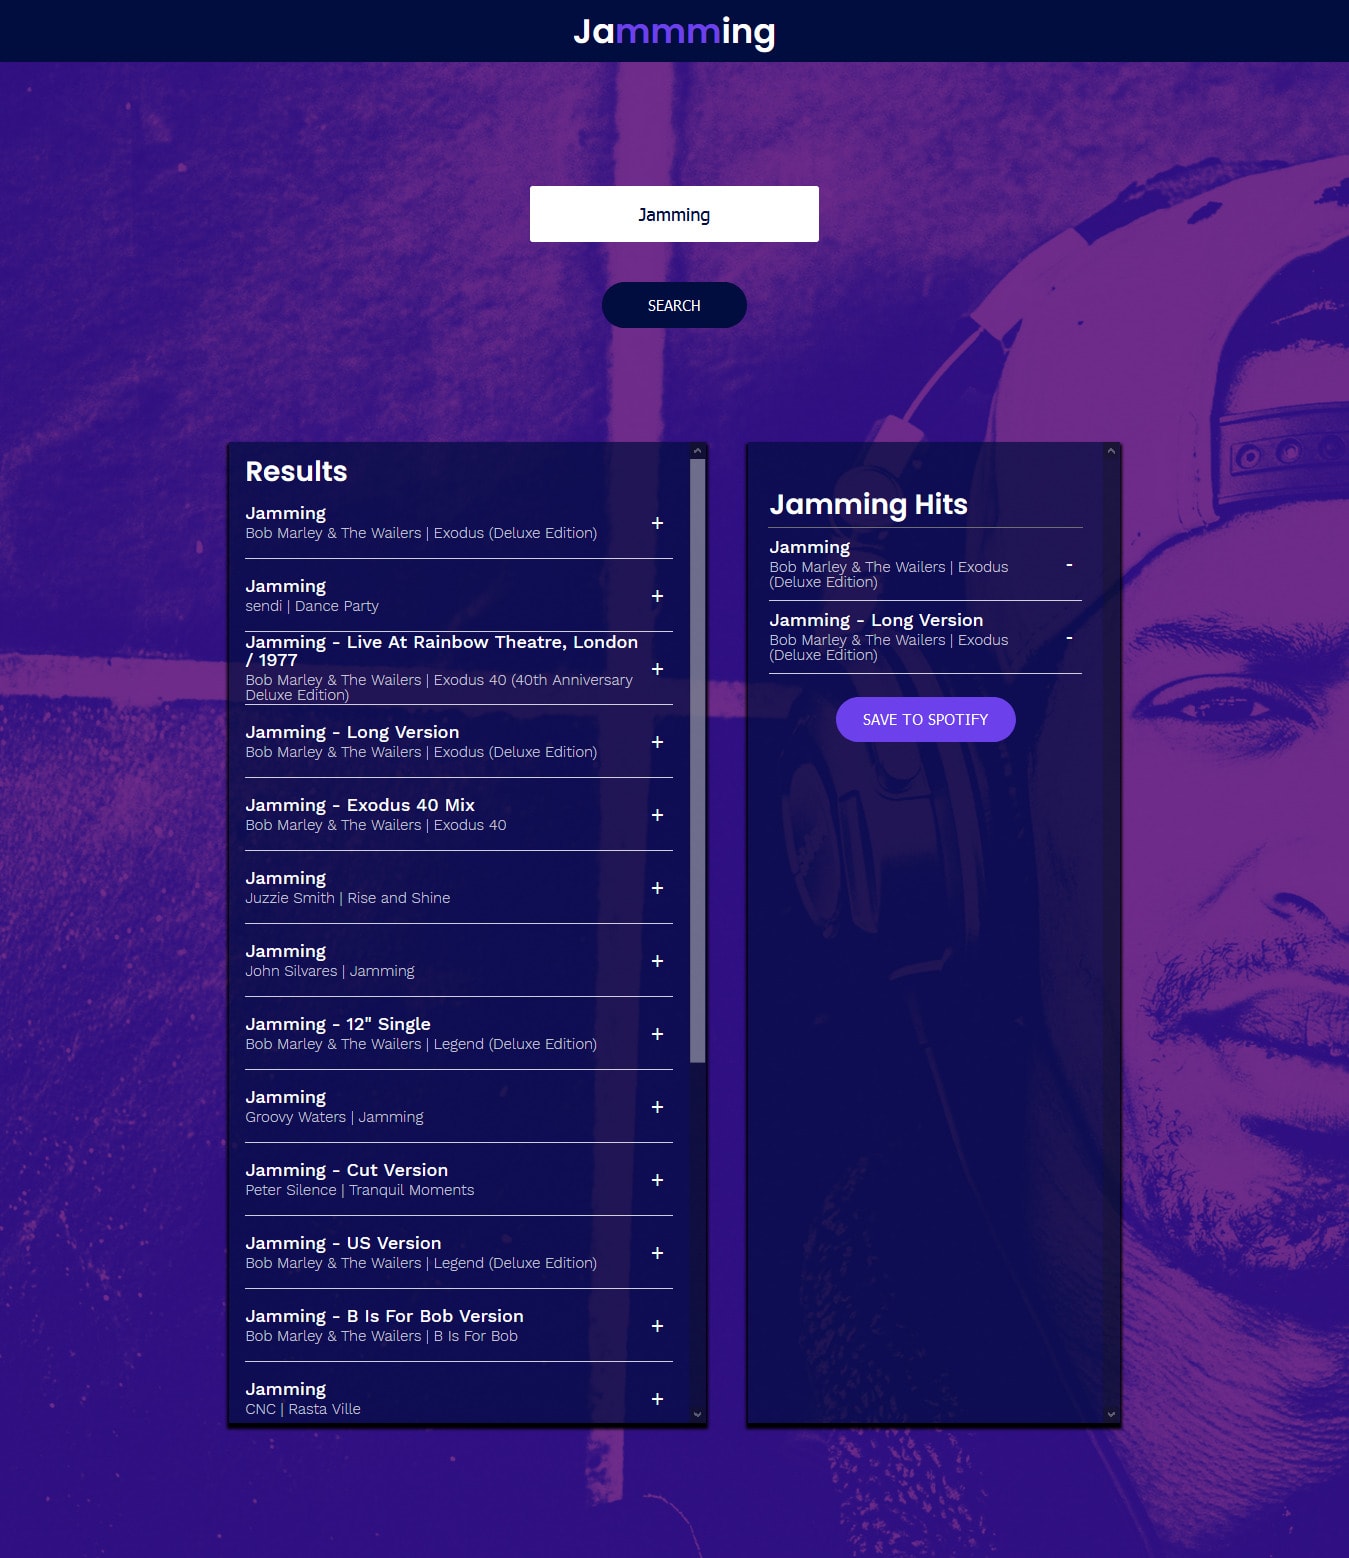 Jammming
Jamming
SEARCH
Results
Jamming
Bob Marley & The Wailers | Exodus (Deluxe Edition)
+
Jamming
sendi | Dance Party
+
Jamming - Live At Rainbow Theatre, London
/ 1977
Bob Marley & The Wailers | Exodus 40 (40th Anniversary
Deluxe Edition)
+
Jamming - Long Version
Bob Marley & The Wailers | Exodus (Deluxe Edition)
+
Jamming - Exodus 40 Mix
Bob Marley & The Wailers | Exodus 40
+
Jamming
Juzzie Smith | Rise and Shine
+
Jamming
John Silvares | Jamming
+
Jamming - 12" Single
Bob Marley & The Wailers | Legend (Deluxe Edition)
+
Jamming
Groovy Waters | Jamming
+
Jamming - Cut Version
Peter Silence | Tranquil Moments
+
Jamming - US Version
Bob Marley & The Wailers | Legend (Deluxe Edition)
+
Jamming - B Is For Bob Version
Bob Marley & The Wailers | B Is For Bob
+
Jamming
CNC | Rasta Ville
+
Jamming Hits
Jamming
Bob Marley & The Wailers | Exodus
(Deluxe Edition)
-
Jamming - Long Version
Bob Marley & The Wailers | Exodus
(Deluxe Edition)
-
SAVE TO SPOTIFY